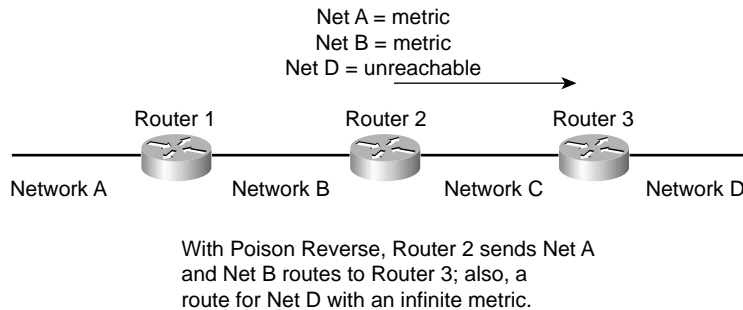 Net A = metric
Net B = metric
Net D = unreachable
Router 1
Router 2
Router 3
Network A
Network B
Network C
Network D
With Poison Reverse, Router 2 sends Net A
and Net B routes to Router 3; also, a
route for Net D with an infinite metric.